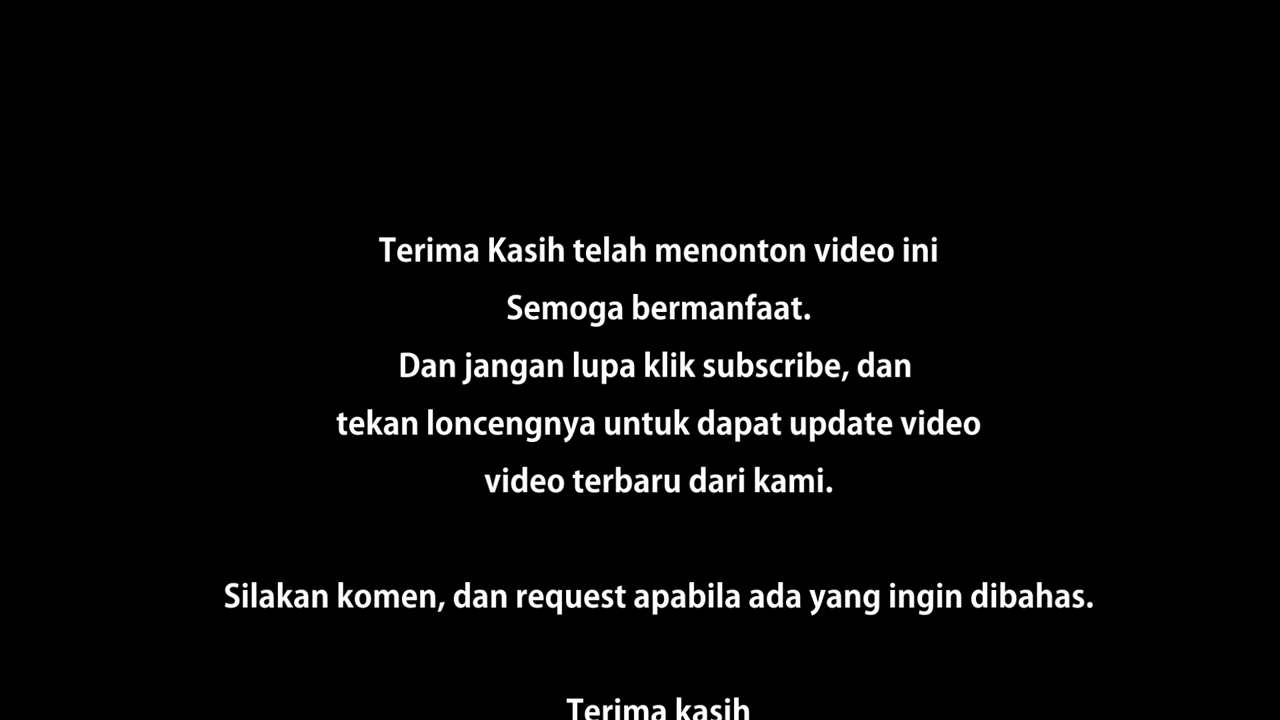 Terima Kasih telah menonton video ini
Semoga bermanfaat.
Dan jangan lupa klik subscribe, dan
tekan loncengnya untuk dapat update video
video terbaru dari kami.
Silakan komen, dan request apabila ada yang ingin dibahas.
Terima kasih